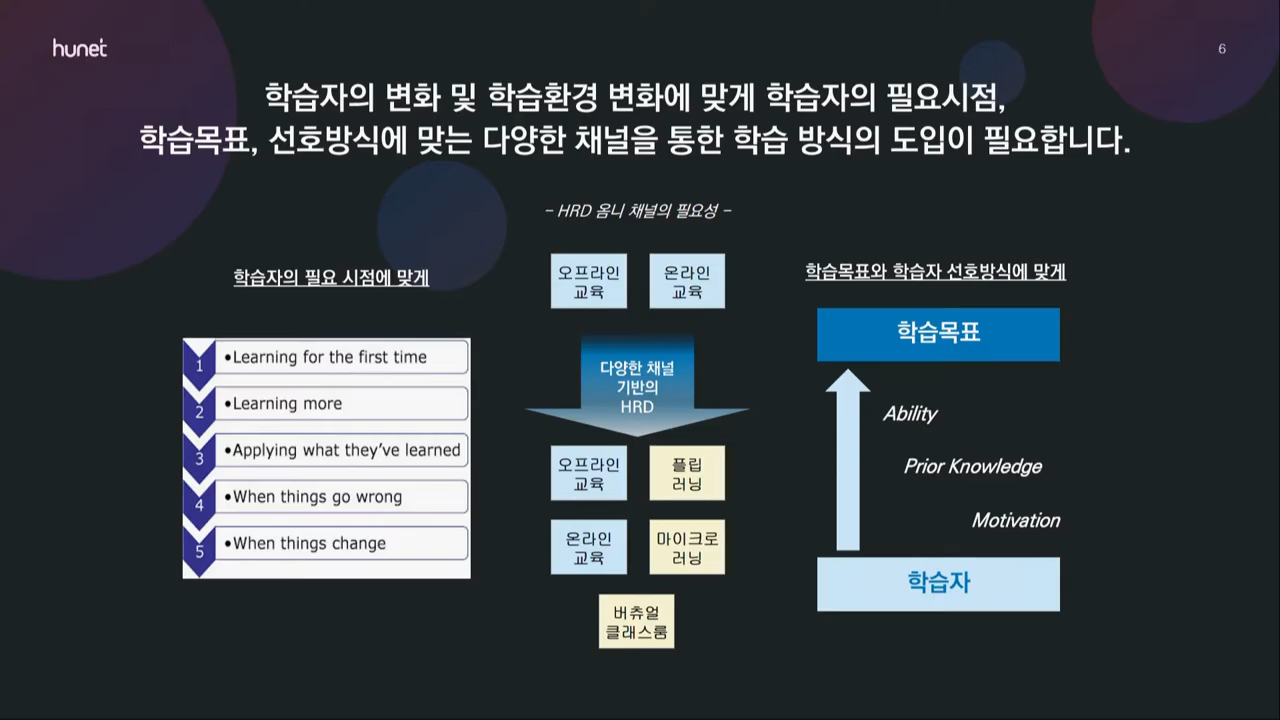 hunet
6
학습자의 변화 및 학습환경 변화에 맞게 학습자의 필요시점,
학습목표, 선호방식에 맞는 다양한 채널을 통한 학습 방식의 도입이 필요합니다.
– HRD 옴니 채널의 필요성 –
학습자의 필요 시점에 맞게
1 •Learning for the first time
2 •Learning more
3 •Applying what they’ve learned
4 •When things go wrong
5 •When things change
오프라인
교육
온라인
교육
다양한 채널
기반의
HRD
오프라인
교육
플립
러닝
온라인
교육
마이크로
러닝
버츄얼
클래스룸
학습목표와 학습자 선호방식에 맞게
학습목표
Ability
Prior Knowledge
Motivation
학습자